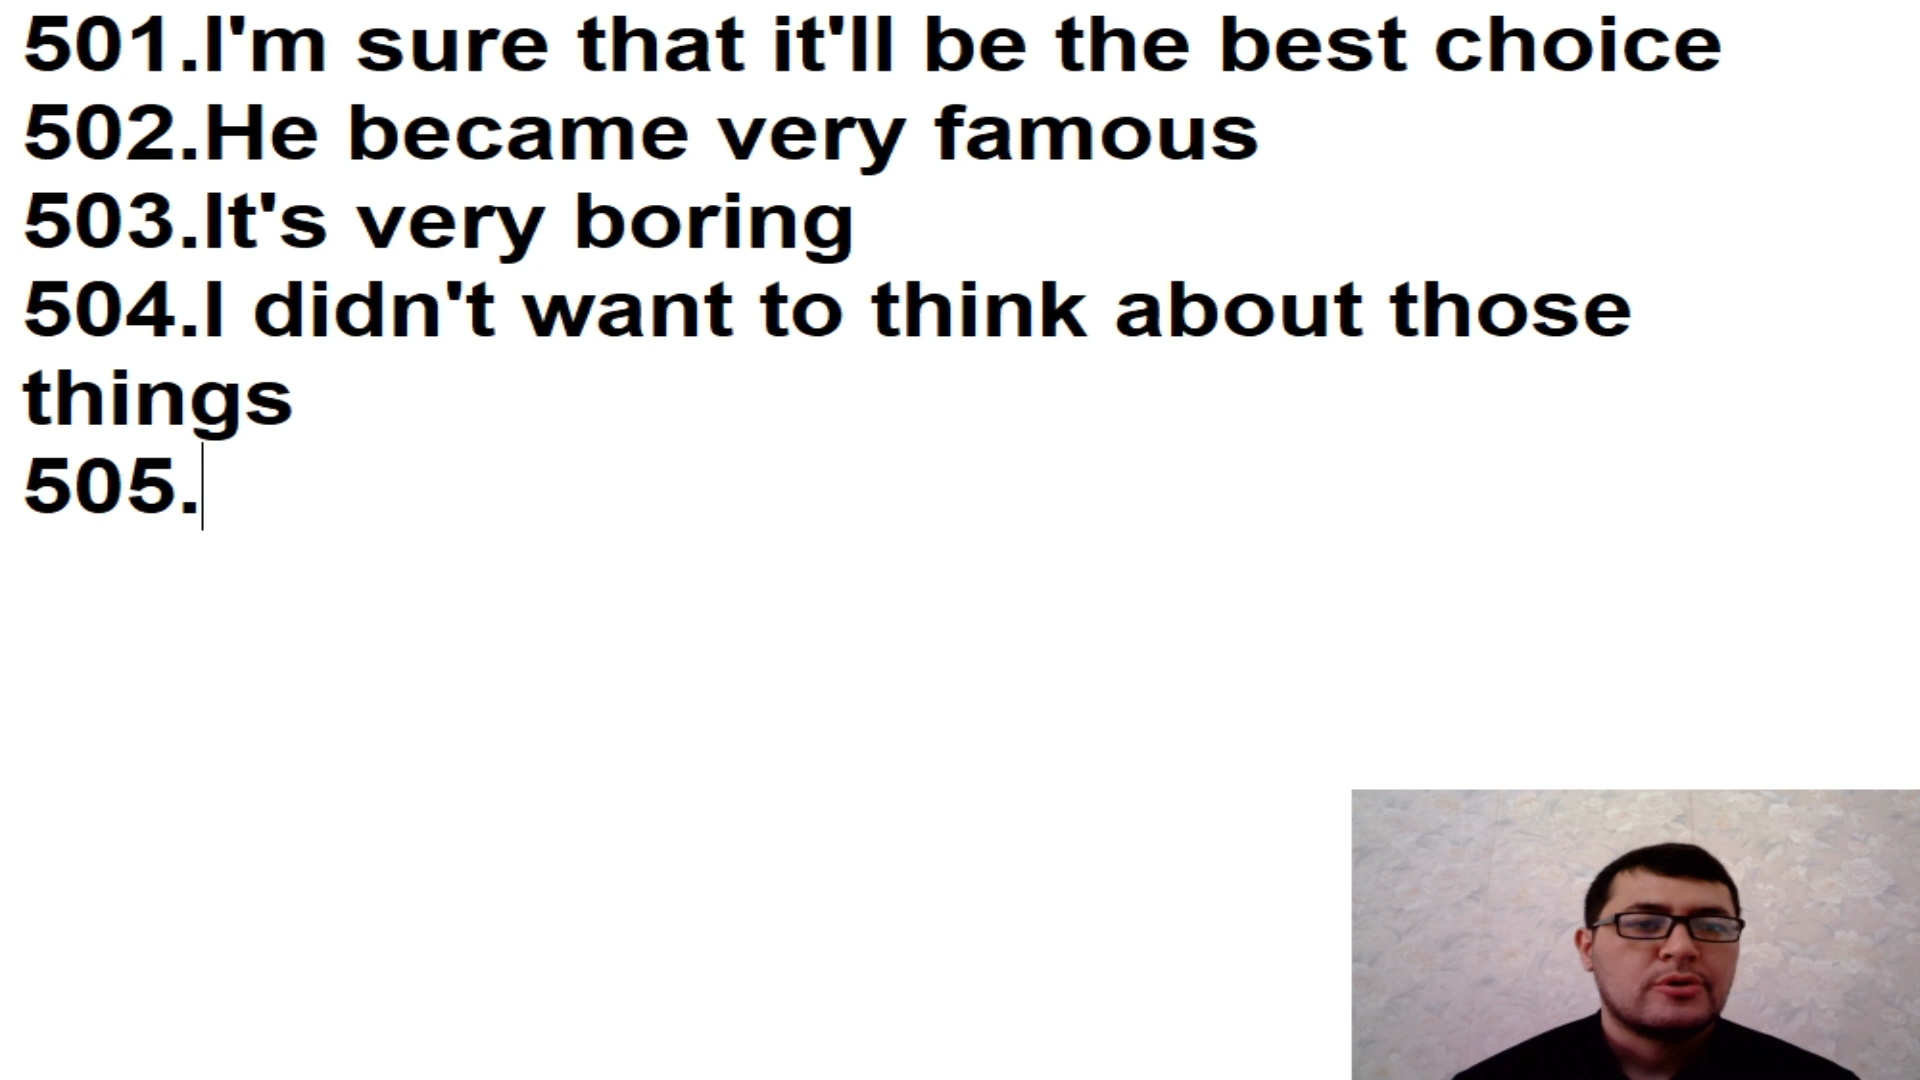 501.I'm sure that it'll be the best choice
502.He became very famous
503.It's very boring
504.I didn't want to think about those
things
505.